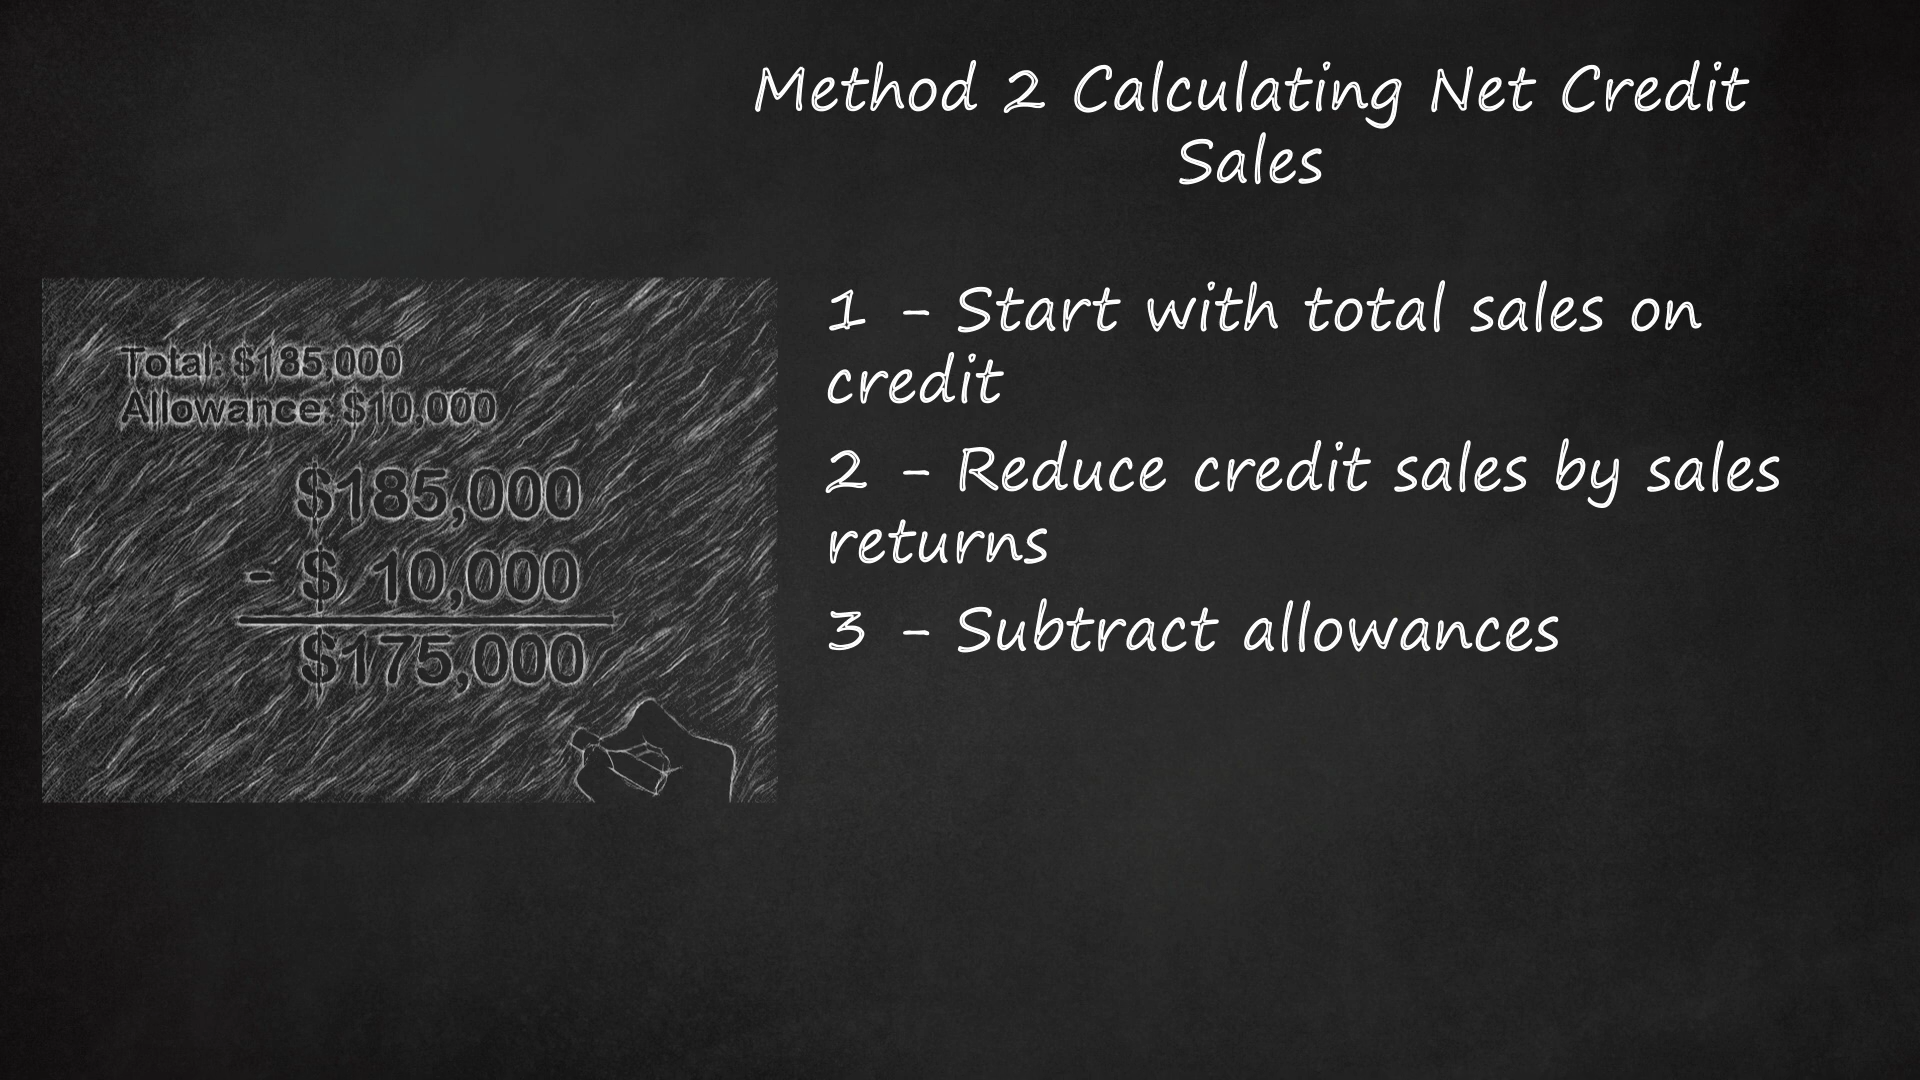 Method 2 Calculating Net Credit
Sales
Total: $185,000
Allowance: $10,000
$185,000
- $ 10,000
$175,000
1 - Start with total sales on
credit
2 - Reduce credit sales by sales
returns
3 - Subtract allowances